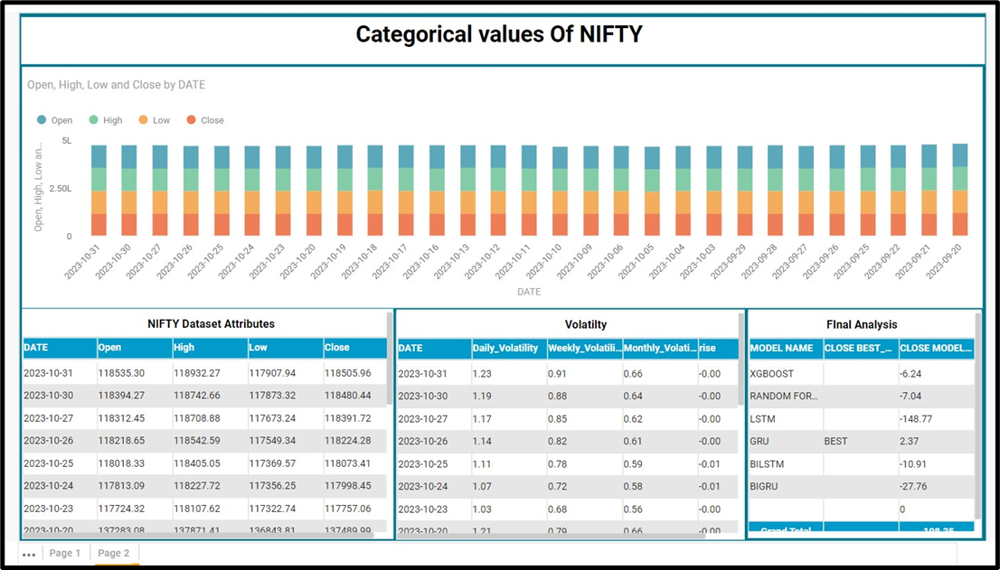 Categorical values Of NIFTY
Open, High, Low and Close by DATE
Open High Low Close
Open, High, Low an...
5L
2.50L
0
2023-10-31 2023-10-30 2023-10-27 2023-10-26 2023-10-25 2023-10-24 2023-10-23 2023-10-20 2023-10-19 2023-10-18 2023-10-17 2023-10-16 2023-10-13 2023-10-12 2023-10-11 2023-10-10 2023-10-09 2023-10-06 2023-10-05 2023-10-04 2023-10-03 2023-09-29 2023-09-28 2023-09-27 2023-09-26 2023-09-25 2023-09-22 2023-09-21 2023-09-20
DATE
NIFTY Dataset Attributes
DATE Open High Low Close
2023-10-31 118535.30 118932.27 117907.94 118505.96
2023-10-30 118394.27 118742.66 117873.32 118480.44
2023-10-27 118312.45 118708.88 117673.24 118391.72
2023-10-26 118218.65 118542.59 117549.34 118224.28
2023-10-25 118018.33 118405.05 117369.57 118073.41
2023-10-24 117813.09 118227.72 117356.25 117998.45
2023-10-23 117724.32 118107.62 117322.74 117757.06
2023-10-20 137283.08 137871.41 136843.81 137489.99
Volatilty
DATE Daily_Volatility Weekly_Volatili... Monthly_Volati... rise
2023-10-31 1.23 0.91 0.66 -0.00
2023-10-30 1.19 0.88 0.64 -0.00
2023-10-27 1.17 0.85 0.62 -0.00
2023-10-26 1.14 0.82 0.61 -0.00
2023-10-25 1.11 0.78 0.59 -0.01
2023-10-24 1.07 0.72 0.58 -0.01
2023-10-23 1.03 0.68 0.56 -0.00
2023-10-20 1.21 0.79 0.66 -0.00
FInal Analysis
MODEL NAME CLOSE BEST_... CLOSE MODEL...
XGBOOST -6.24
RANDOM FOR... -7.04
LSTM -148.77
GRU BEST 2.37
BILSTM -10.91
BIGRU -27.76
0
Grand Total
... Page 1 Page 2